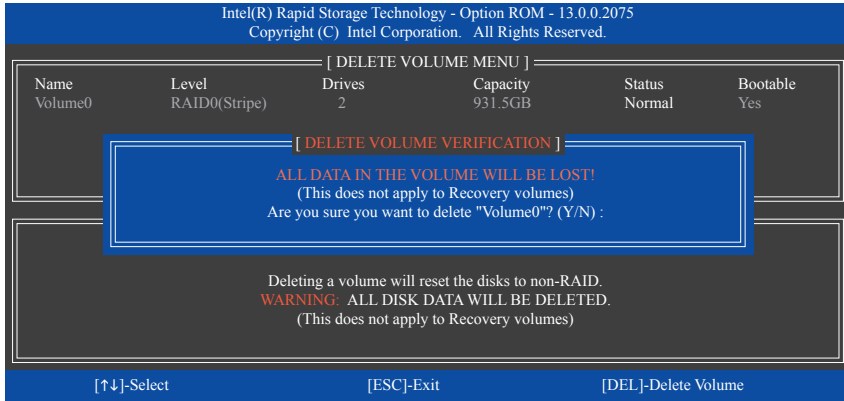 Intel(R) Rapid Storage Technology - Option ROM - 13.0.0.2075
Copyright (C) Intel Corporation.   All Rights Reserved.
[ DELETE VOLUME MENU ]
Name Level Drives Capacity Status Bootable
Volume0 RAID0(Stripe) 2 931.5GB Normal Yes
[ DELETE VOLUME VERIFICATION ]
ALL DATA IN THE VOLUME WILL BE LOST!
(This does not apply to Recovery volumes)
Are you sure you want to delete "Volume0"? (Y/N) :
Deleting a volume will reset the disks to non-RAID.
WARNING: ALL DISK DATA WILL BE DELETED.
(This does not apply to Recovery volumes)
[↑↓]-Select [ESC]-Exit [DEL]-Delete Volume